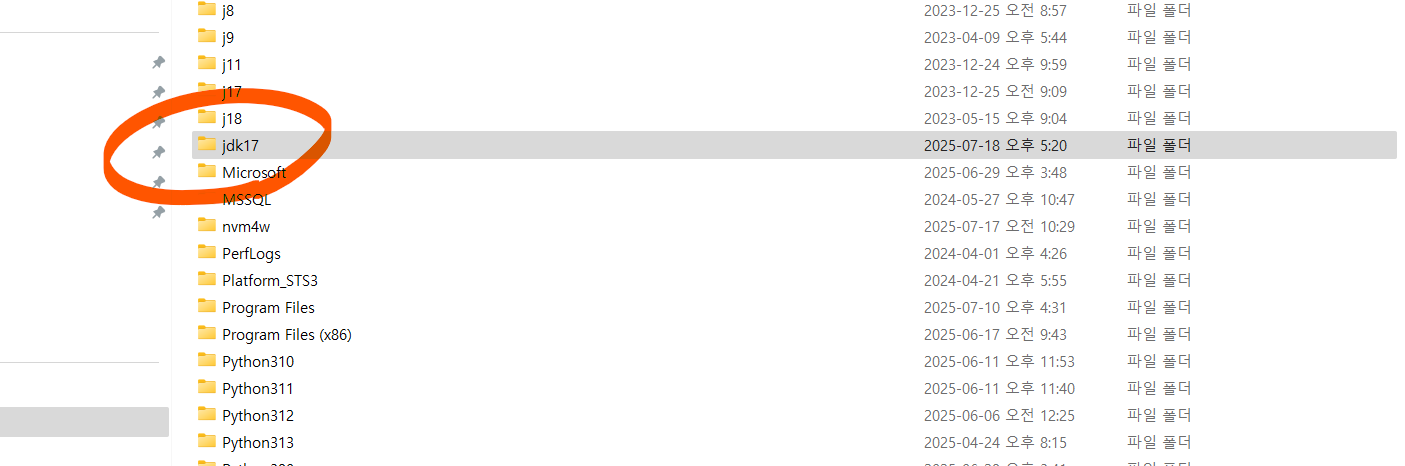 j8 2023-12-25 오전 8:57 파일 폴더
j9 2023-04-09 오후 5:44 파일 폴더
j11 2023-12-24 오후 9:59 파일 폴더
j17 2023-12-25 오전 9:09 파일 폴더
j18 2023-05-15 오후 9:04 파일 폴더
jdk17 2025-07-18 오후 5:20 파일 폴더
Microsoft 2025-06-29 오후 3:48 파일 폴더
MSSQL 2024-05-27 오후 10:47 파일 폴더
nvm4w 2025-07-17 오전 10:29 파일 폴더
PerfLogs 2024-04-01 오후 4:26 파일 폴더
Platform_STS3 2024-04-21 오후 5:55 파일 폴더
Program Files 2025-07-10 오후 4:31 파일 폴더
Program Files (x86) 2025-06-17 오전 9:43 파일 폴더
Python310 2025-06-11 오후 11:53 파일 폴더
Python311 2025-06-11 오후 11:40 파일 폴더
Python312 2025-06-06 오전 12:25 파일 폴더
Python313 2025-04-24 오후 8:15 파일 폴더